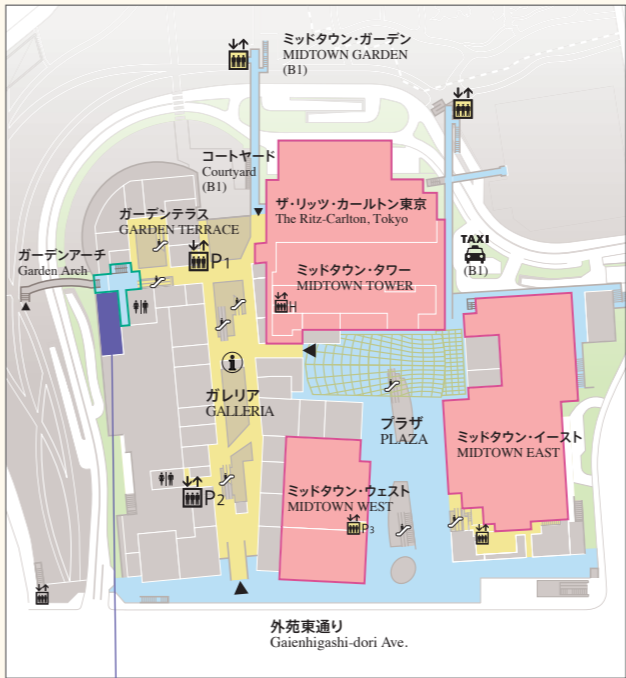 ミッドタウン・ガーデン
MIDTOWN GARDEN
(B1)
コートヤード
Courtyard
(B1)
ガーデンテラス
GARDEN TERRACE
ザ・リッツ・カールトン東京
The Ritz-Carlton, Tokyo
ガーデンアーチ
Garden Arch
P1
ミッドタウン・タワー
MIDTOWN TOWER
TAXI
(B1)
H
i
ガレリア
GALLERIA
プラザ
PLAZA
ミッドタウン・イースト
MIDTOWN EAST
P2
ミッドタウン・ウェスト
MIDTOWN WEST
P3
外苑東通り
Gaienhigashi-dori Ave.